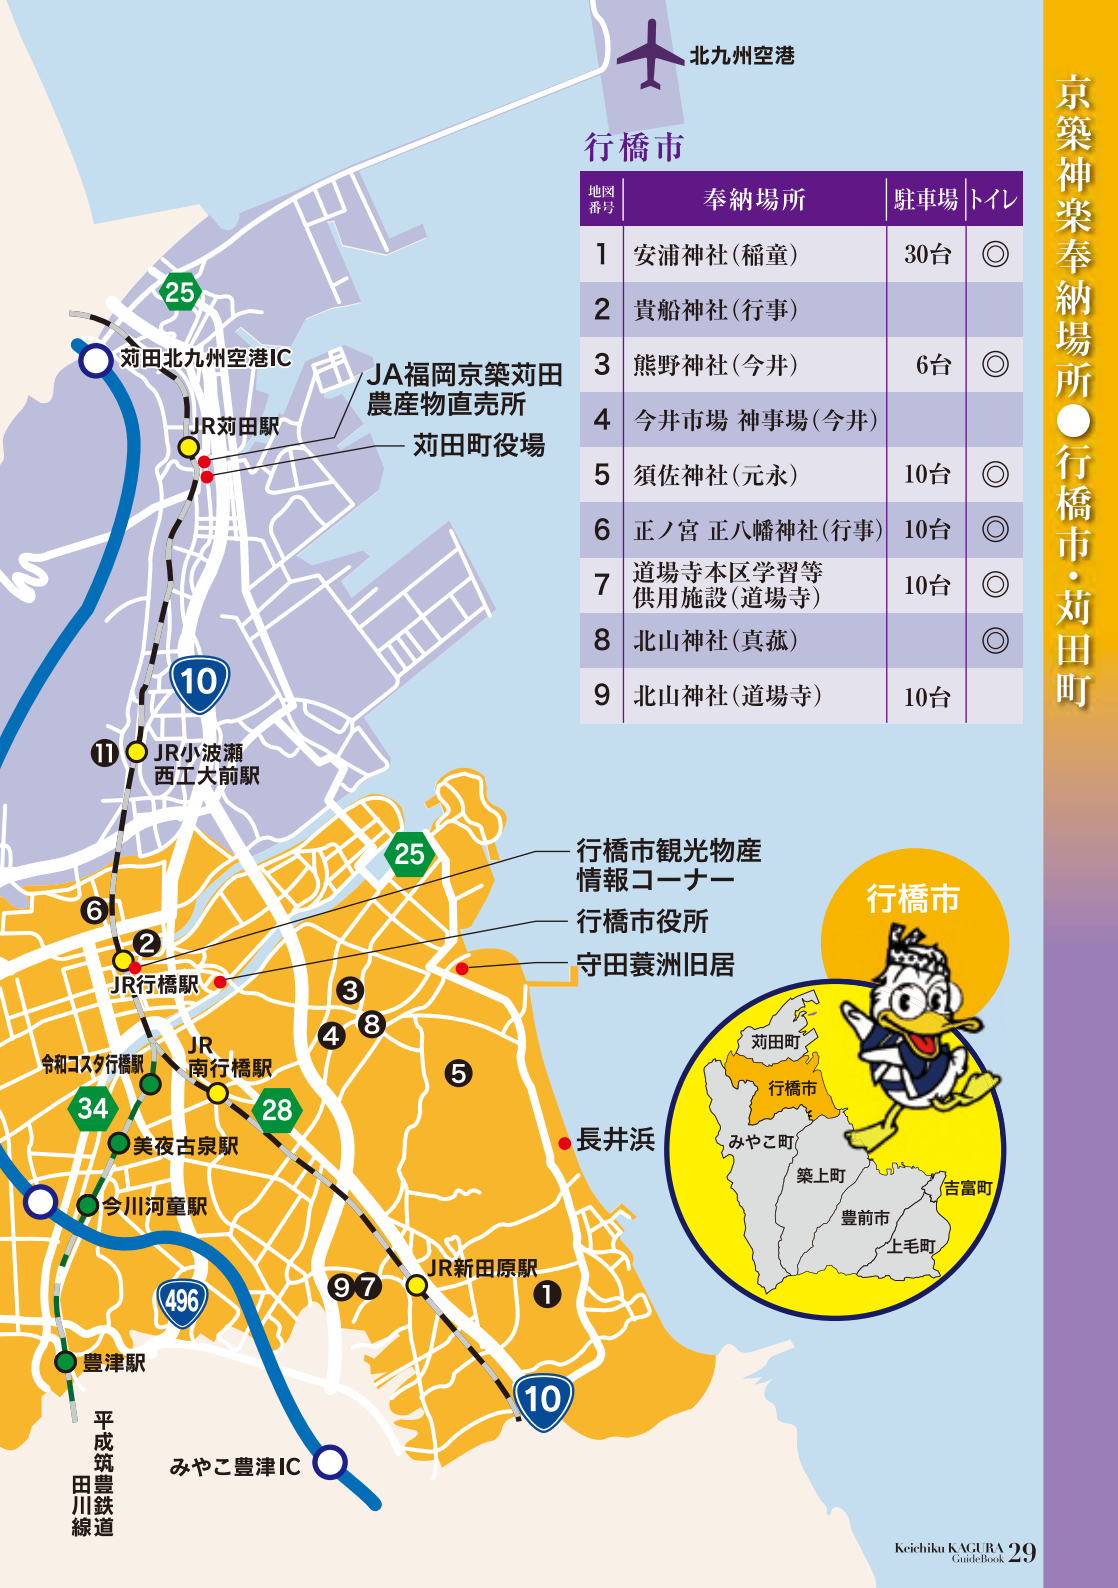 北九州空港
京築神楽奉納場所●行橋市・苅田町
行橋市
地図番号 奉納場所 駐車場 トイレ
1 安浦神社(稲童) 30台 ◎
2 貴船神社(行事)
3 熊野神社(今井) 6台 ◎
4 今井市場 神事場(今井)
5 須佐神社(元永) 10台 ◎
6 正ノ宮 正八幡神社(行事) 10台 ◎
7 道場寺本区学習等
供用施設(道場寺) 10台 ◎
8 北山神社(真菰) ◎
9 北山神社(道場寺) 10台
25
苅田北九州空港IC
JA福岡京築苅田
農産物直売所
JR苅田駅
苅田町役場
10
⓫
JR小波瀬
西工大前駅
25
行橋市観光物産
情報コーナー
行橋市役所
守田蓑洲旧居
❻
❷
JR行橋駅
❸
❹
❽
❺
JR
南行橋駅
令和コスタ行橋駅
34
28
美夜古泉駅
今川河童駅
長井浜
JR新田原駅
❾
❼
❶
496
豊津駅
10
平成筑豊鉄道
田川線
みやこ豊津IC
行橋市
苅田町
行橋市
みやこ町
築上町
吉富町
豊前市
上毛町
Keichiku KAGURA
GuideBook 29